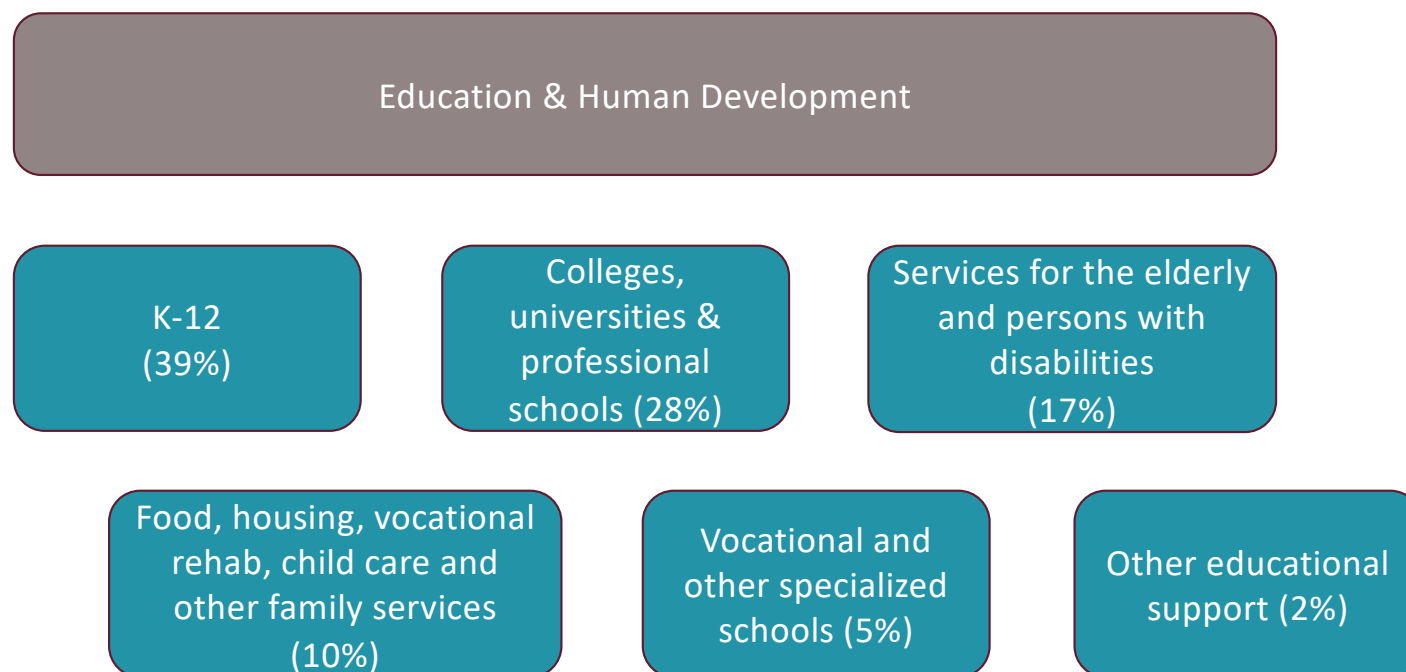 Education & Human Development
K-12
(39%)
Colleges,
universities &
professional
schools (28%)
Services for the elderly
and persons with
disabilities
(17%)
Food, housing, vocational
rehab, child care and
other family services
(10%)
Vocational and
other specialized
schools (5%)
Other educational
support (2%)